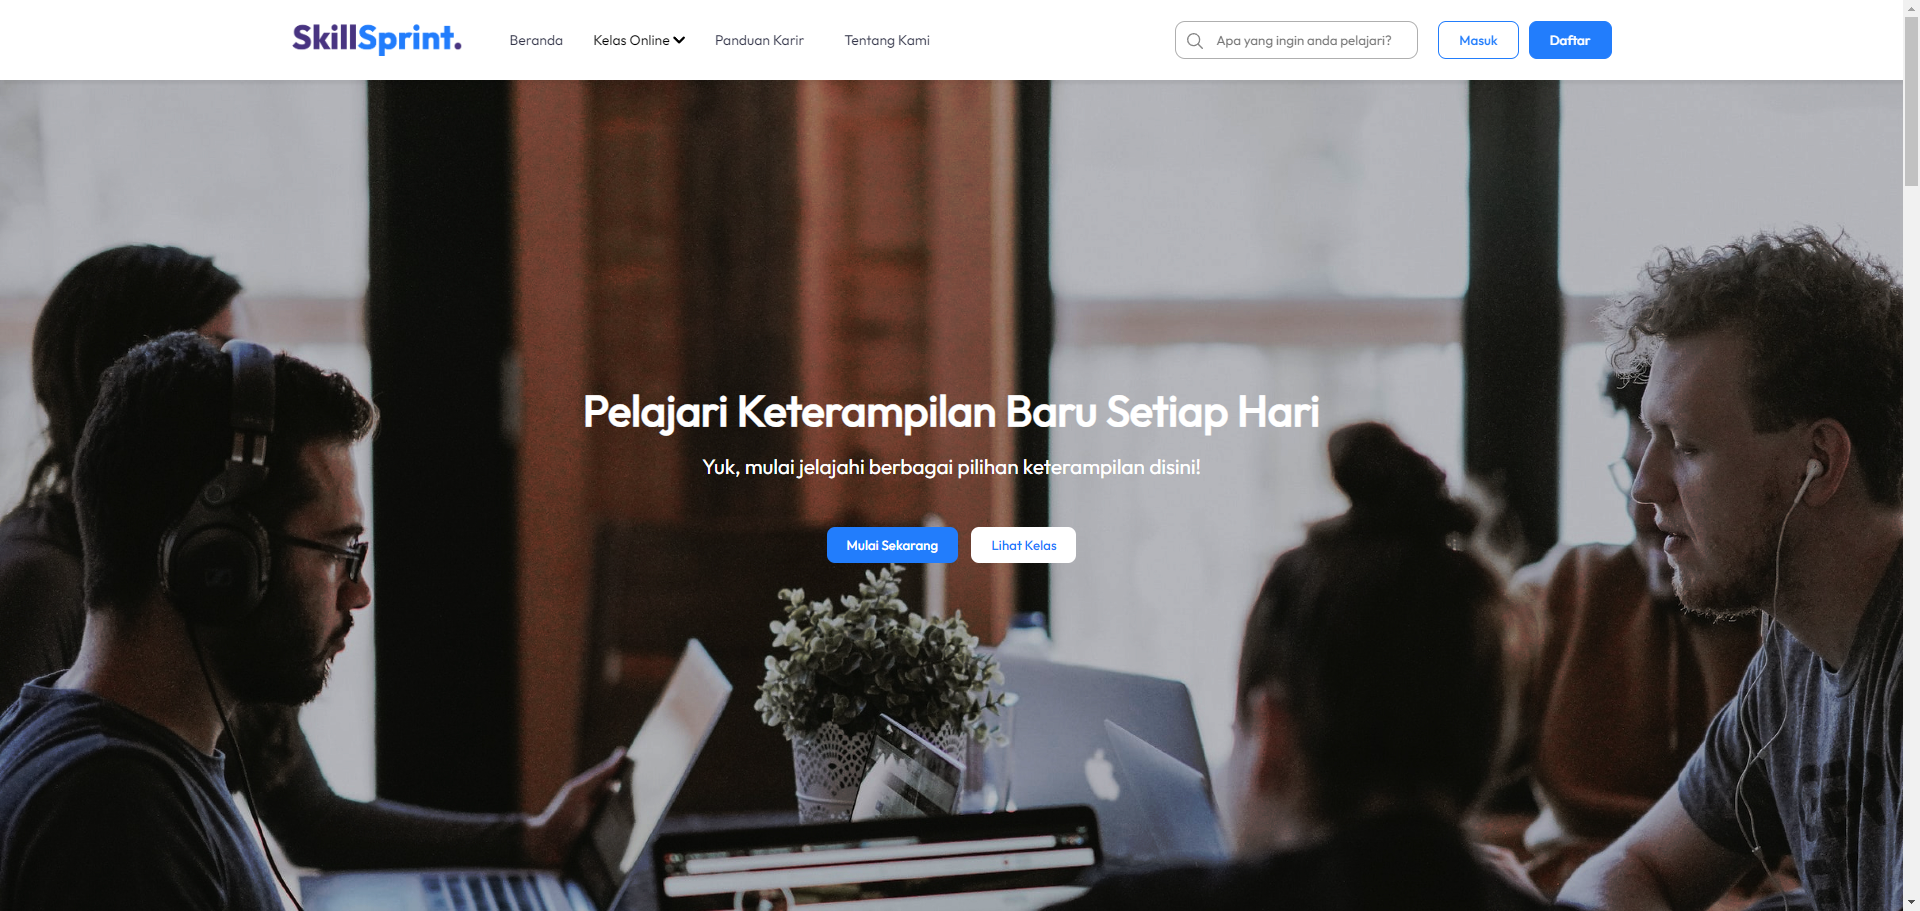 SkillSprint.
Beranda
Kelas Online
Panduan Karir
Tentang Kami
Apa yang ingin anda pelajari?
Masuk
Daftar
Pelajari Keterampilan Baru Setiap Hari
Yuk, mulai jelajahi berbagai pilihan keterampilan disini!
Mulai Sekarang
Lihat Kelas